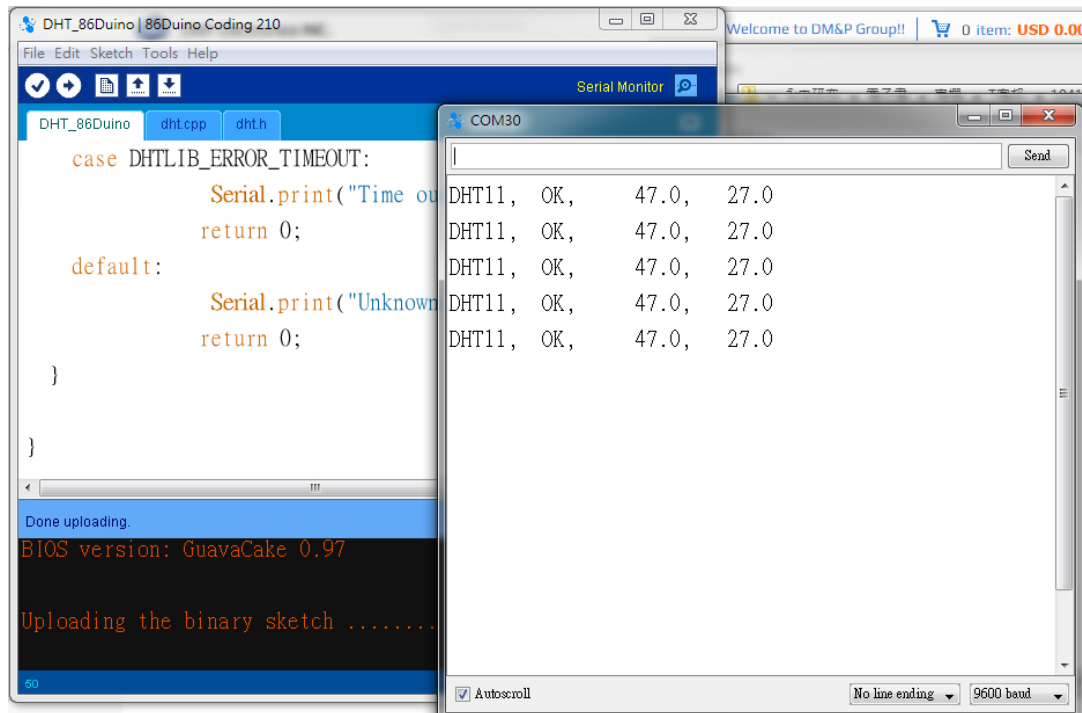 DHT_86Duino | 86Duino Coding 210
File Edit Sketch Tools Help
Serial Monitor
DHT_86Duino dht.cpp dht.h
case DHTLIB_ERROR_TIMEOUT:
Serial.print("Time ou
return 0;
default:
Serial.print("Unknown
return 0;
}
}
Done uploading.
BIOS version: GuavaCake 0.97
Uploading the binary sketch ........
50
Welcome to DM&P Group!! 0 item: USD 0.00
COM30
Send
DHT11, OK, 47.0, 27.0
DHT11, OK, 47.0, 27.0
DHT11, OK, 47.0, 27.0
DHT11, OK, 47.0, 27.0
DHT11, OK, 47.0, 27.0
Autoscroll No line ending 9600 baud